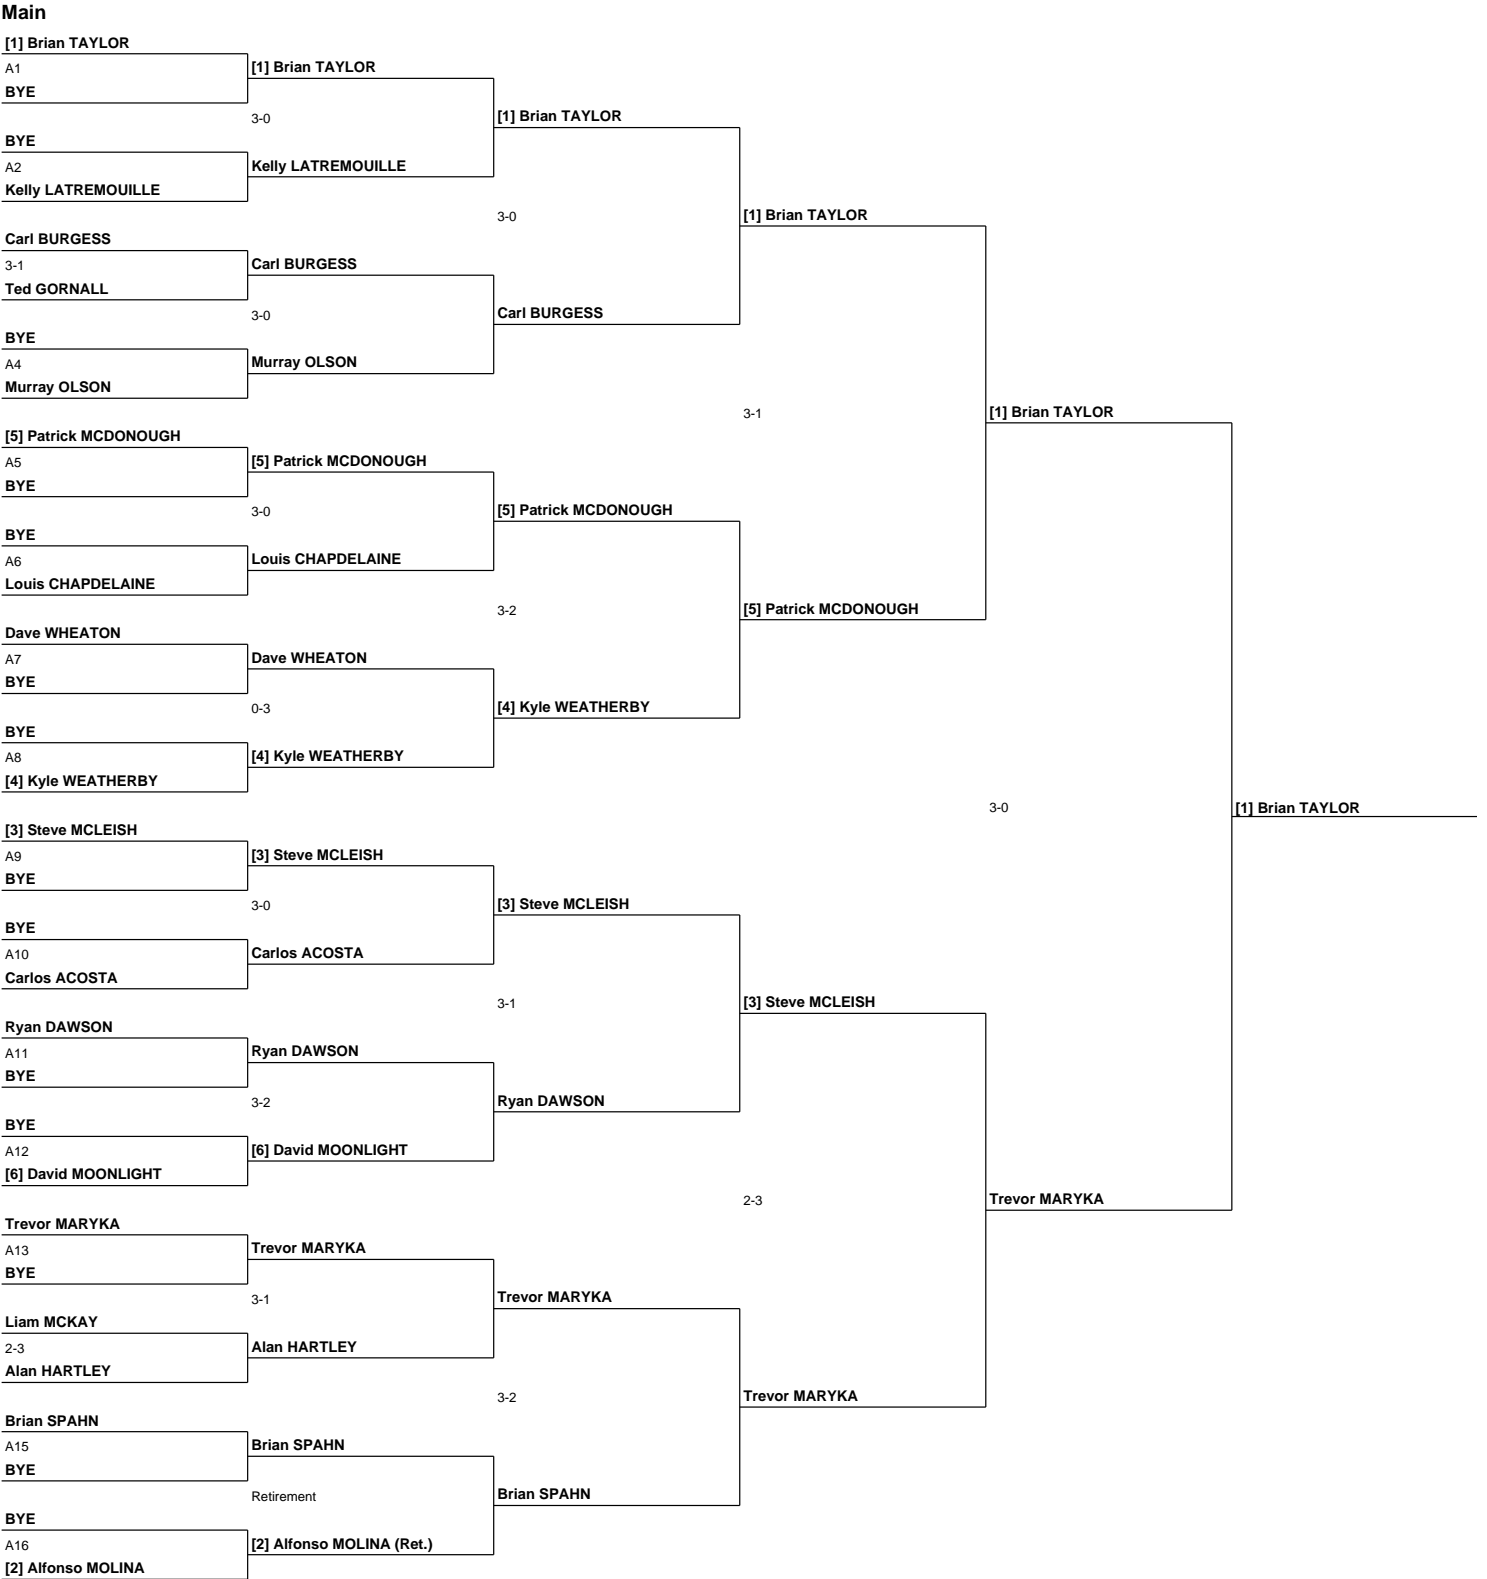 Main
[1] Brian TAYLOR
A1
BYE
BYE
A2
Kelly LATREMOUILLE
Carl BURGESS
3-1
Ted GORNALL
BYE
A4
Murray OLSON
[5] Patrick MCDONOUGH
A5
BYE
BYE
A6
Louis CHAPDELAINE
Dave WHEATON
A7
BYE
BYE
A8
[4] Kyle WEATHERBY
[3] Steve MCLEISH
A9
BYE
BYE
A10
Carlos ACOSTA
Ryan DAWSON
A11
BYE
BYE
A12
[6] David MOONLIGHT
Trevor MARYKA
A13
BYE
Liam MCKAY
2-3
Alan HARTLEY
Brian SPAHN
A15
BYE
BYE
A16
[2] Alfonso MOLINA
[1] Brian TAYLOR
3-0
Kelly LATREMOUILLE
Carl BURGESS
3-0
Murray OLSON
[5] Patrick MCDONOUGH
3-0
Louis CHAPDELAINE
Dave WHEATON
0-3
[4] Kyle WEATHERBY
[3] Steve MCLEISH
3-0
Carlos ACOSTA
Ryan DAWSON
3-2
[6] David MOONLIGHT
Trevor MARYKA
3-1
Alan HARTLEY
Brian SPAHN
Retirement
[2] Alfonso MOLINA (Ret.)
[1] Brian TAYLOR
3-0
Carl BURGESS
[5] Patrick MCDONOUGH
3-2
[4] Kyle WEATHERBY
[3] Steve MCLEISH
3-1
Ryan DAWSON
Trevor MARYKA
3-2
Brian SPAHN
[1] Brian TAYLOR
3-1
[5] Patrick MCDONOUGH
[3] Steve MCLEISH
2-3
Trevor MARYKA
[1] Brian TAYLOR
3-0
Trevor MARYKA
[1] Brian TAYLOR